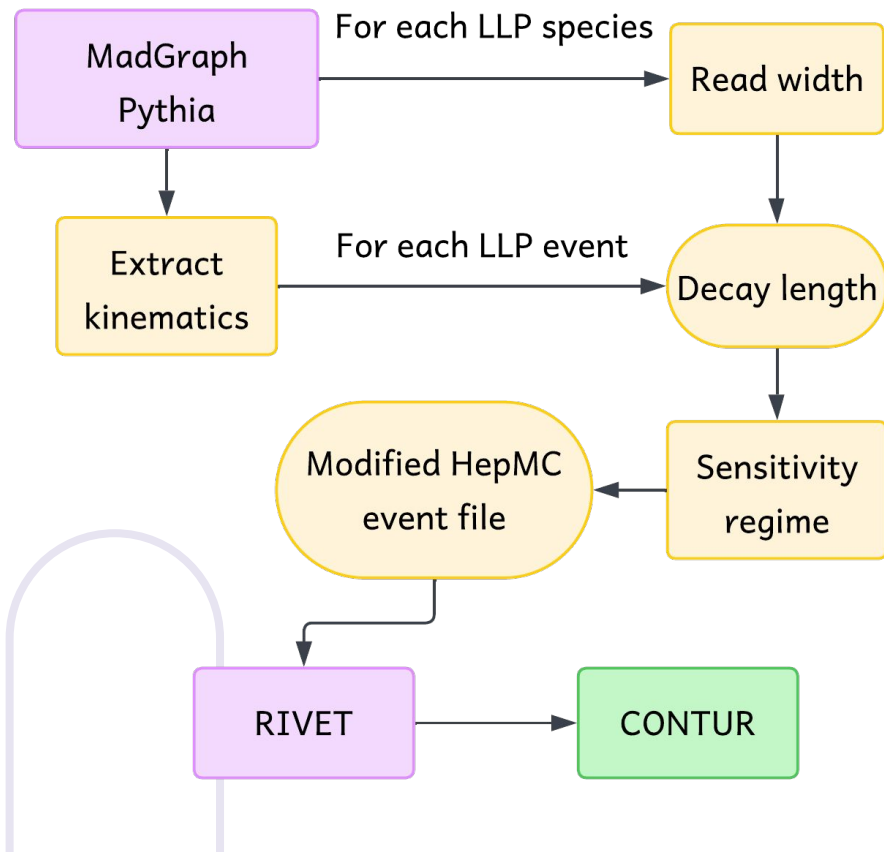 For each LLP species
MadGraph
Pythia
Read width
For each LLP event
Extract
kinematics
Decay length
Modified HepMC
event file
Sensitivity
regime
RIVET
CONTUR